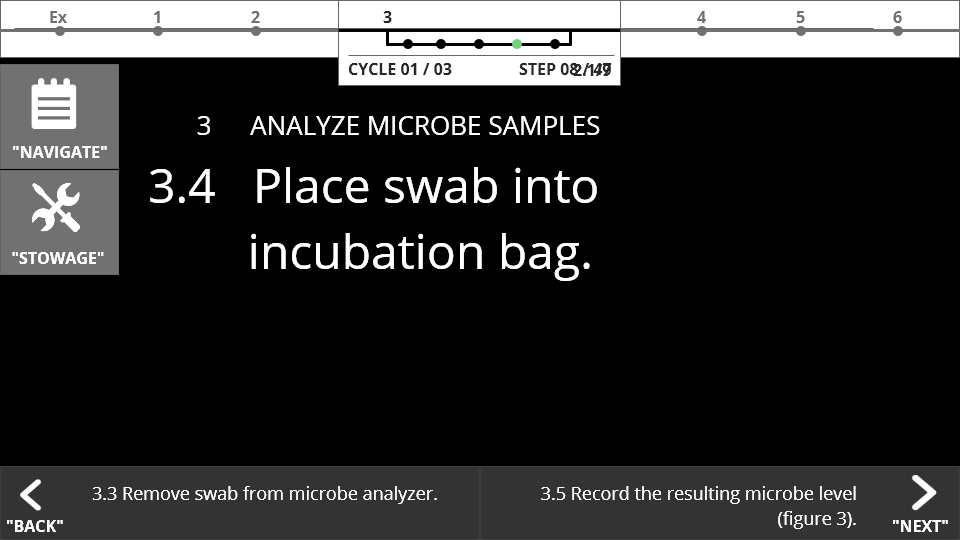 Ex 1 2 3 4 5 6
CYCLE 01 / 03 STEP
"NAVIGATE"
"STOWAGE"
3 ANALYZE MICROBE SAMPLES
3.4 Place swab into
incubation bag.
3.3 Remove swab from microbe analyzer.
"BACK"
3.5 Record the resulting microbe level
(figure 3).
"NEXT"